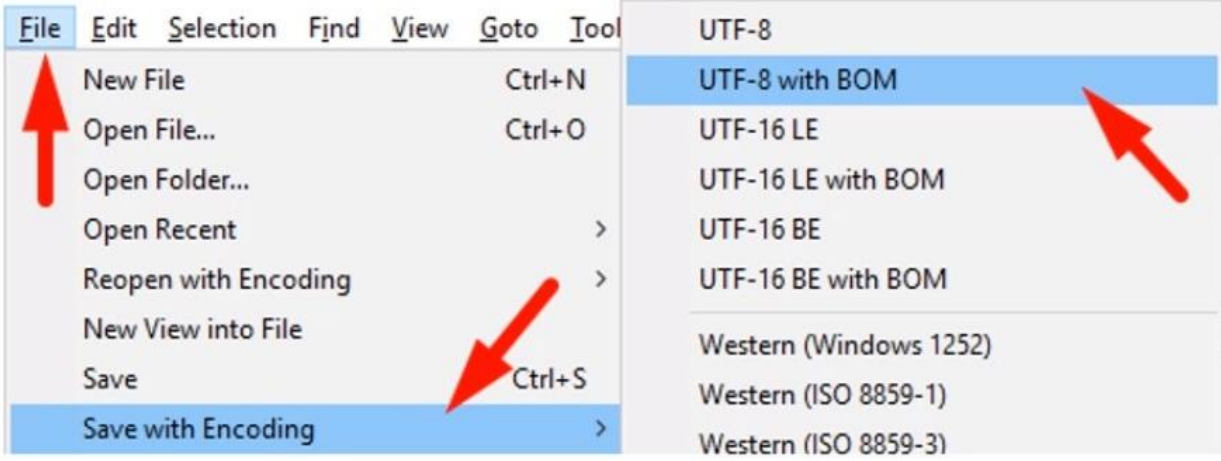 File Edit Selection Find View Goto Tool
New File Ctrl+N
Open File... Ctrl+O
Open Folder...
Open Recent >
Reopen with Encoding >
New View into File
Save Ctrl+S
Save with Encoding >
UTF-8
UTF-8 with BOM
UTF-16 LE
UTF-16 LE with BOM
UTF-16 BE
UTF-16 BE with BOM
Western (Windows 1252)
Western (ISO 8859-1)
Western (ISO 8859-3)